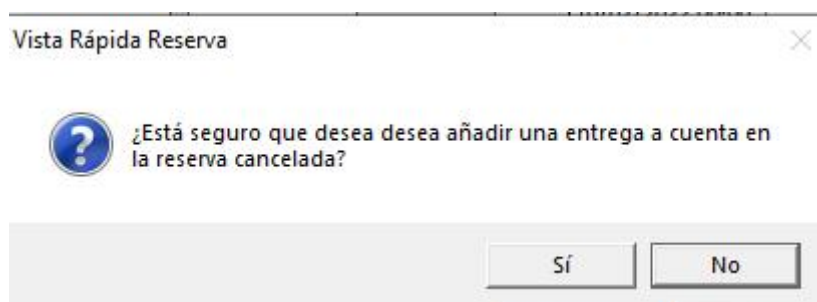 Vista Rápida Reserva
¿Está seguro que desea desea añadir una entrega a cuenta en
la reserva cancelada?
Sí
No